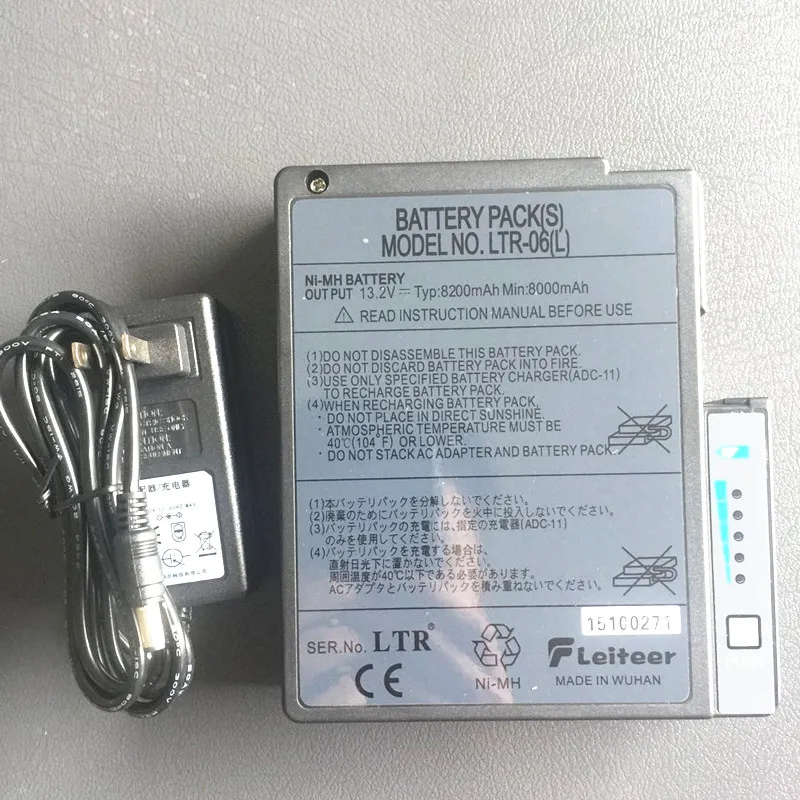 BATTERY PACK(S)
MODEL NO. LTR-06(L)
Ni-MH BATTERY
OUTPUT 13.2V Typ:8200mAh Min:8000mAh
READ INSTRUCTION MANUAL BEFORE USE
(1)DO NOT DISASSEMBLE THIS BATTERY PACK.
(2)DO NOT DISCARD BATTERY PACK INTO FIRE.
(3)USE ONLY SPECIFIED BATTERY CHARGER(ADC-11)
TO RECHARGE BATTERY PACK.
(4)WHEN RECHARGING BATTERY PACK,
・DO NOT PLACE IN DIRECT SUNSHINE.
・ATMOSPHERIC TEMPERATURE MUST BE
40℃(104°F) OR LOWER.
・DO NOT STACK AC ADAPTER AND BATTERY PACK.
(1)本バッテリパックを分解しないでください。
(2)廃棄のためにバッテリパックを火中に投入しないでください。
(3)バッテリパックの充電には,指定の充電器(ADC-11)
のみを使用してください。
(4)バッテリパックを充電する場合は、
直射日光下に置かないでください。
周囲温度が40℃以下である必要があります。
ACアダプタとバッテリパックを積み重ねないでください。
15100271
SER.No. LTR®
CE
Ni-MH
Leiteer
MADE IN WUHAN
配器/充电器